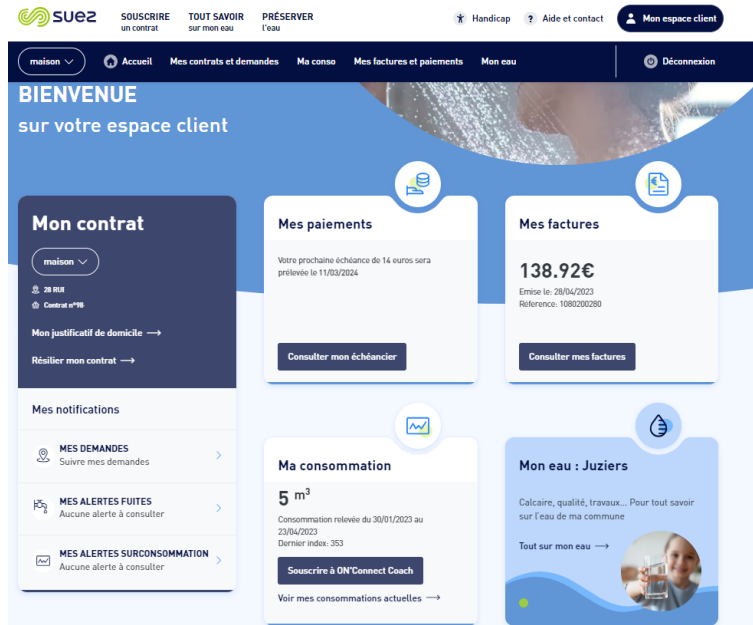 suez
SOUSCRIRE
un contrat
TOUT SAVOIR
sur mon eau
PRÉSERVER
l'eau
Handicap
? Aide et contact
Mon espace client
maison
Accueil
Mes contrats et demandes
Ma conso
Mes factures et paiements
Mon eau
Déconnexion
BIENVENUE
sur votre espace client
Mon contrat
maison
28 RUI
Contrat n°98
Mon justificatif de domicile →
Résilier mon contrat →
Mes notifications
MES DEMANDES
Suivre mes demandes
MES ALERTES FUITES
Aucune alerte à consulter
MES ALERTES SURCONSOMMATION
Aucune alerte à consulter
Mes paiements
Votre prochaine échéance de 14 euros sera
prélevée le 11/03/2024
Consulter mon échéancier
Mes factures
138.92€
Emise le: 28/04/2023
Réference: 1080200280
Consulter mes factures
Ma consommation
5 m³
Consommation relevée du 30/01/2023 au
23/04/2023
Dernier index: 353
Souscrire à ON'Connect Coach
Voir mes consommations actuelles →
Mon eau : Juziers
Calcaire, qualité, travaux... Pour tout savoir
sur l'eau de ma commune
Tout sur mon eau →